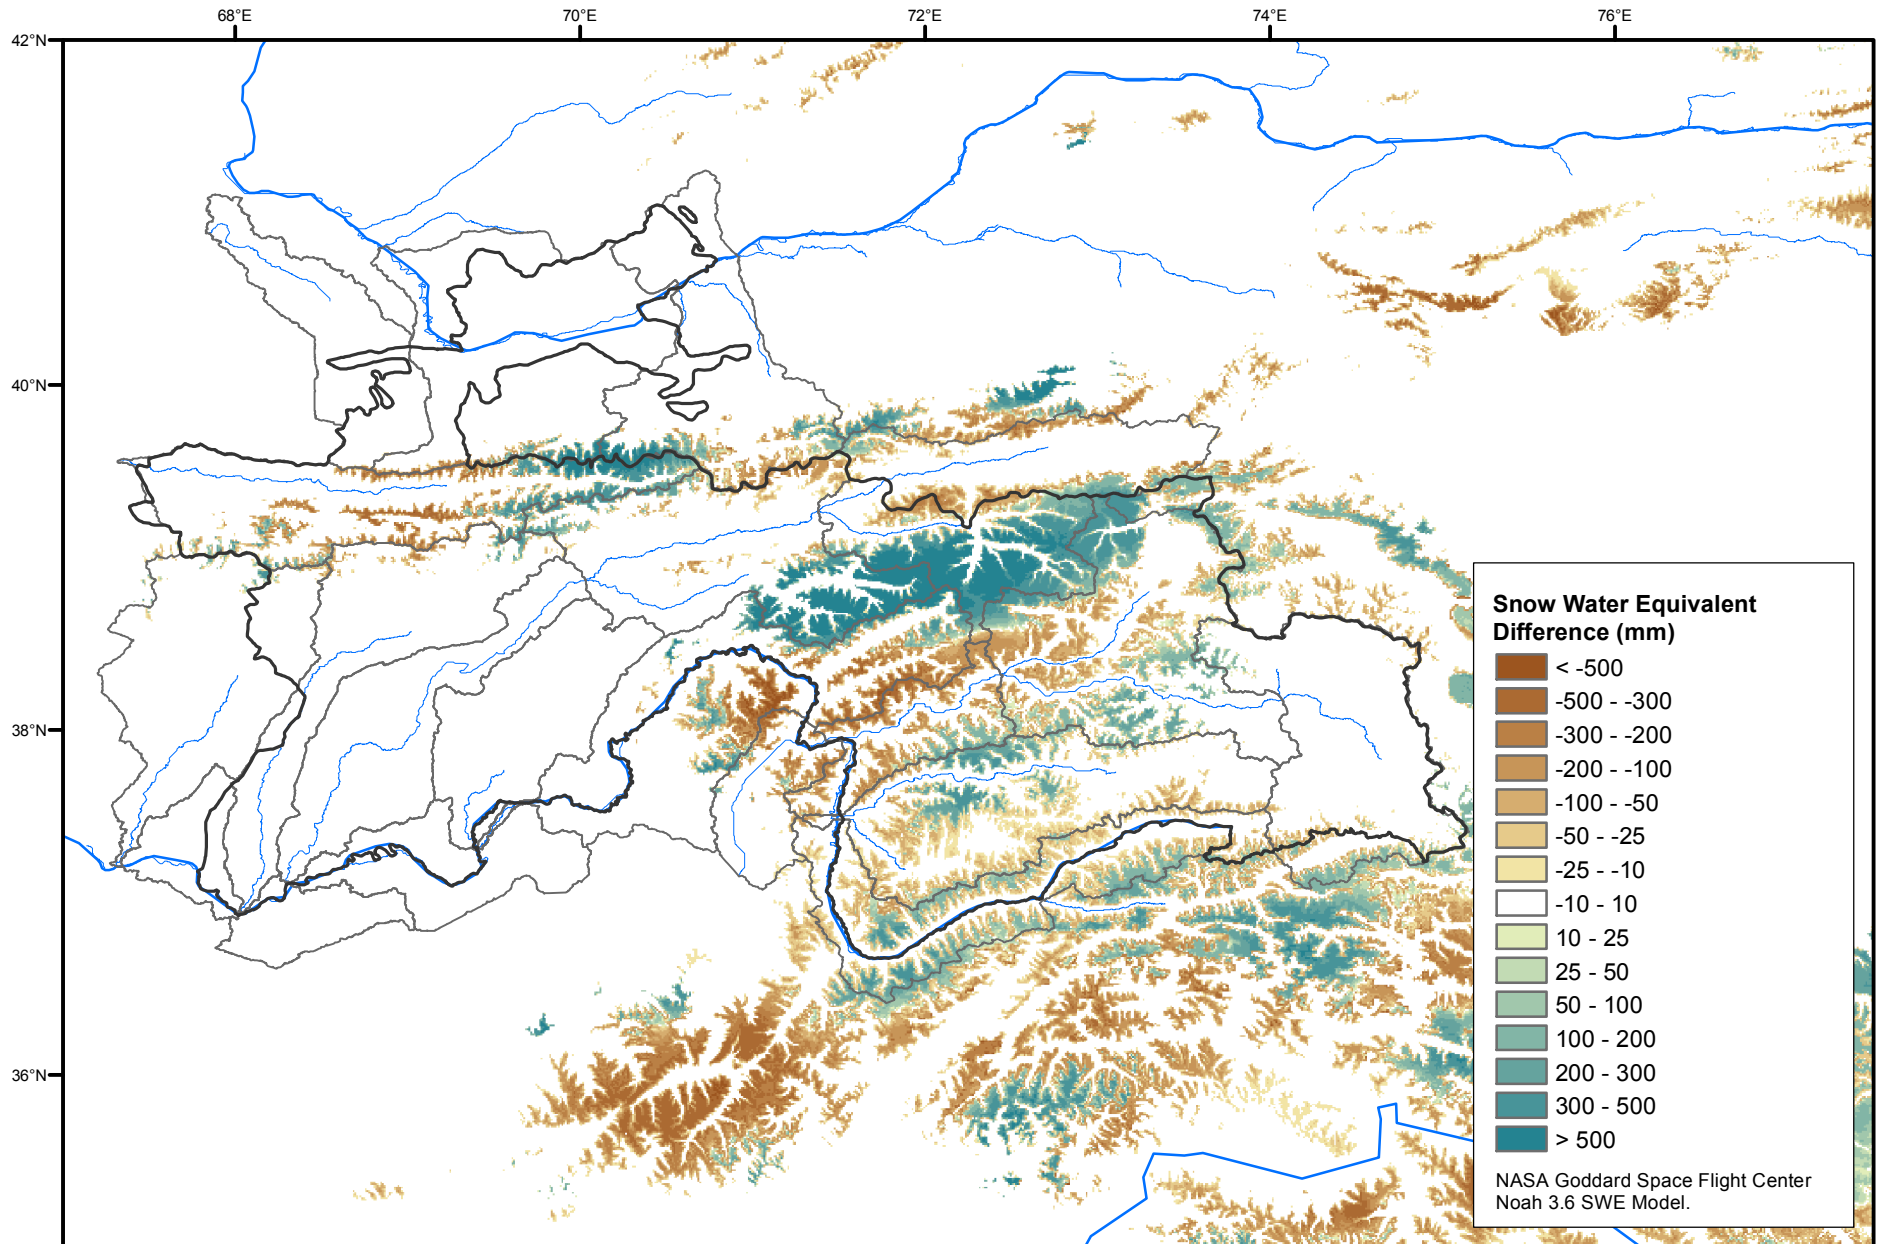 68°E
70°E
72°E
74°E
76°E
42°N
40°N
38°N
36°N
Snow Water Equivalent
Difference (mm)
< -500
-500 - -300
-300 - -200
-200 - -100
-100 - -50
-50 - -25
-25 - -10
-10 - 10
10 - 25
25 - 50
50 - 100
100 - 200
200 - 300
300 - 500
> 500
NASA Goddard Space Flight Center
Noah 3.6 SWE Model.